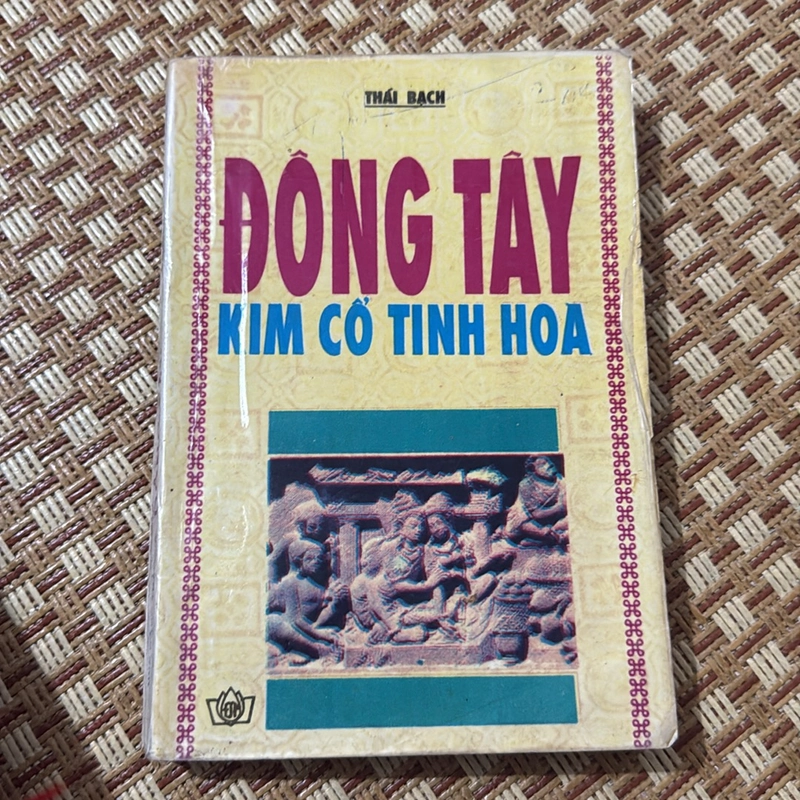 THÁI BẠCH
ĐÔNG TÂY
KIM CỔ TINH HOA